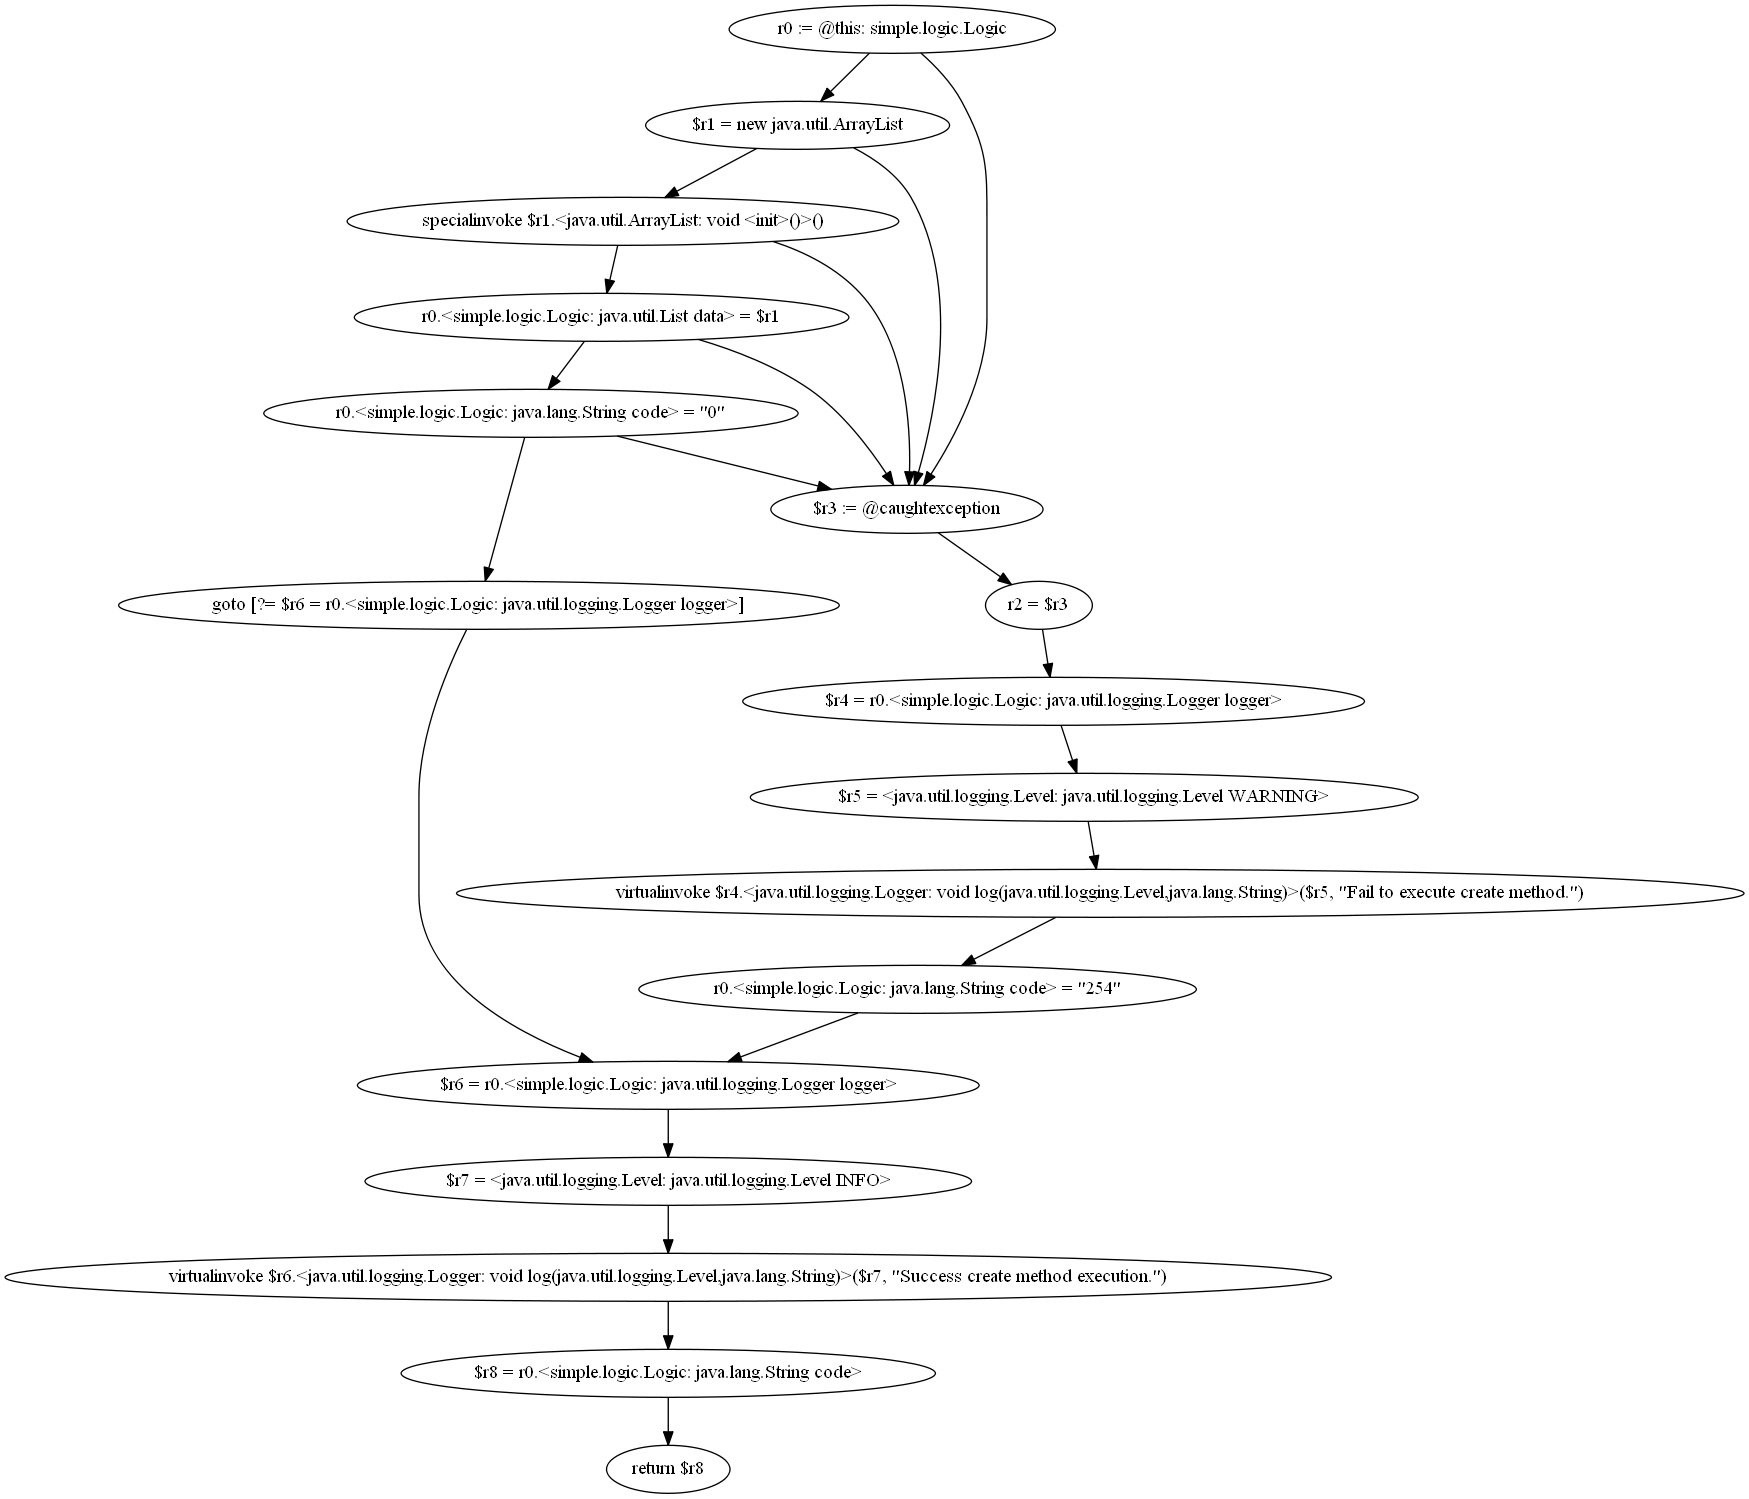 r0 := @this: simple.logic.Logic
$r1 = new java.util.ArrayList
specialinvoke $r1.<java.util.ArrayList: void <init>()>()
r0.<simple.logic.Logic: java.util.List data> = $r1
r0.<simple.logic.Logic: java.lang.String code> = "0"
$r3 := @caughtexception
goto [?= $r6 = r0.<simple.logic.Logic: java.util.logging.Logger logger>]
r2 = $r3
$r4 = r0.<simple.logic.Logic: java.util.logging.Logger logger>
$r5 = <java.util.logging.Level: java.util.logging.Level WARNING>
virtualinvoke $r4.<java.util.logging.Logger: void log(java.util.logging.Level,java.lang.String)>($r5, "Fail to execute create method.")
r0.<simple.logic.Logic: java.lang.String code> = "254"
$r6 = r0.<simple.logic.Logic: java.util.logging.Logger logger>
$r7 = <java.util.logging.Level: java.util.logging.Level INFO>
virtualinvoke $r6.<java.util.logging.Logger: void log(java.util.logging.Level,java.lang.String)>($r7, "Success create method execution.")
$r8 = r0.<simple.logic.Logic: java.lang.String code>
return $r8